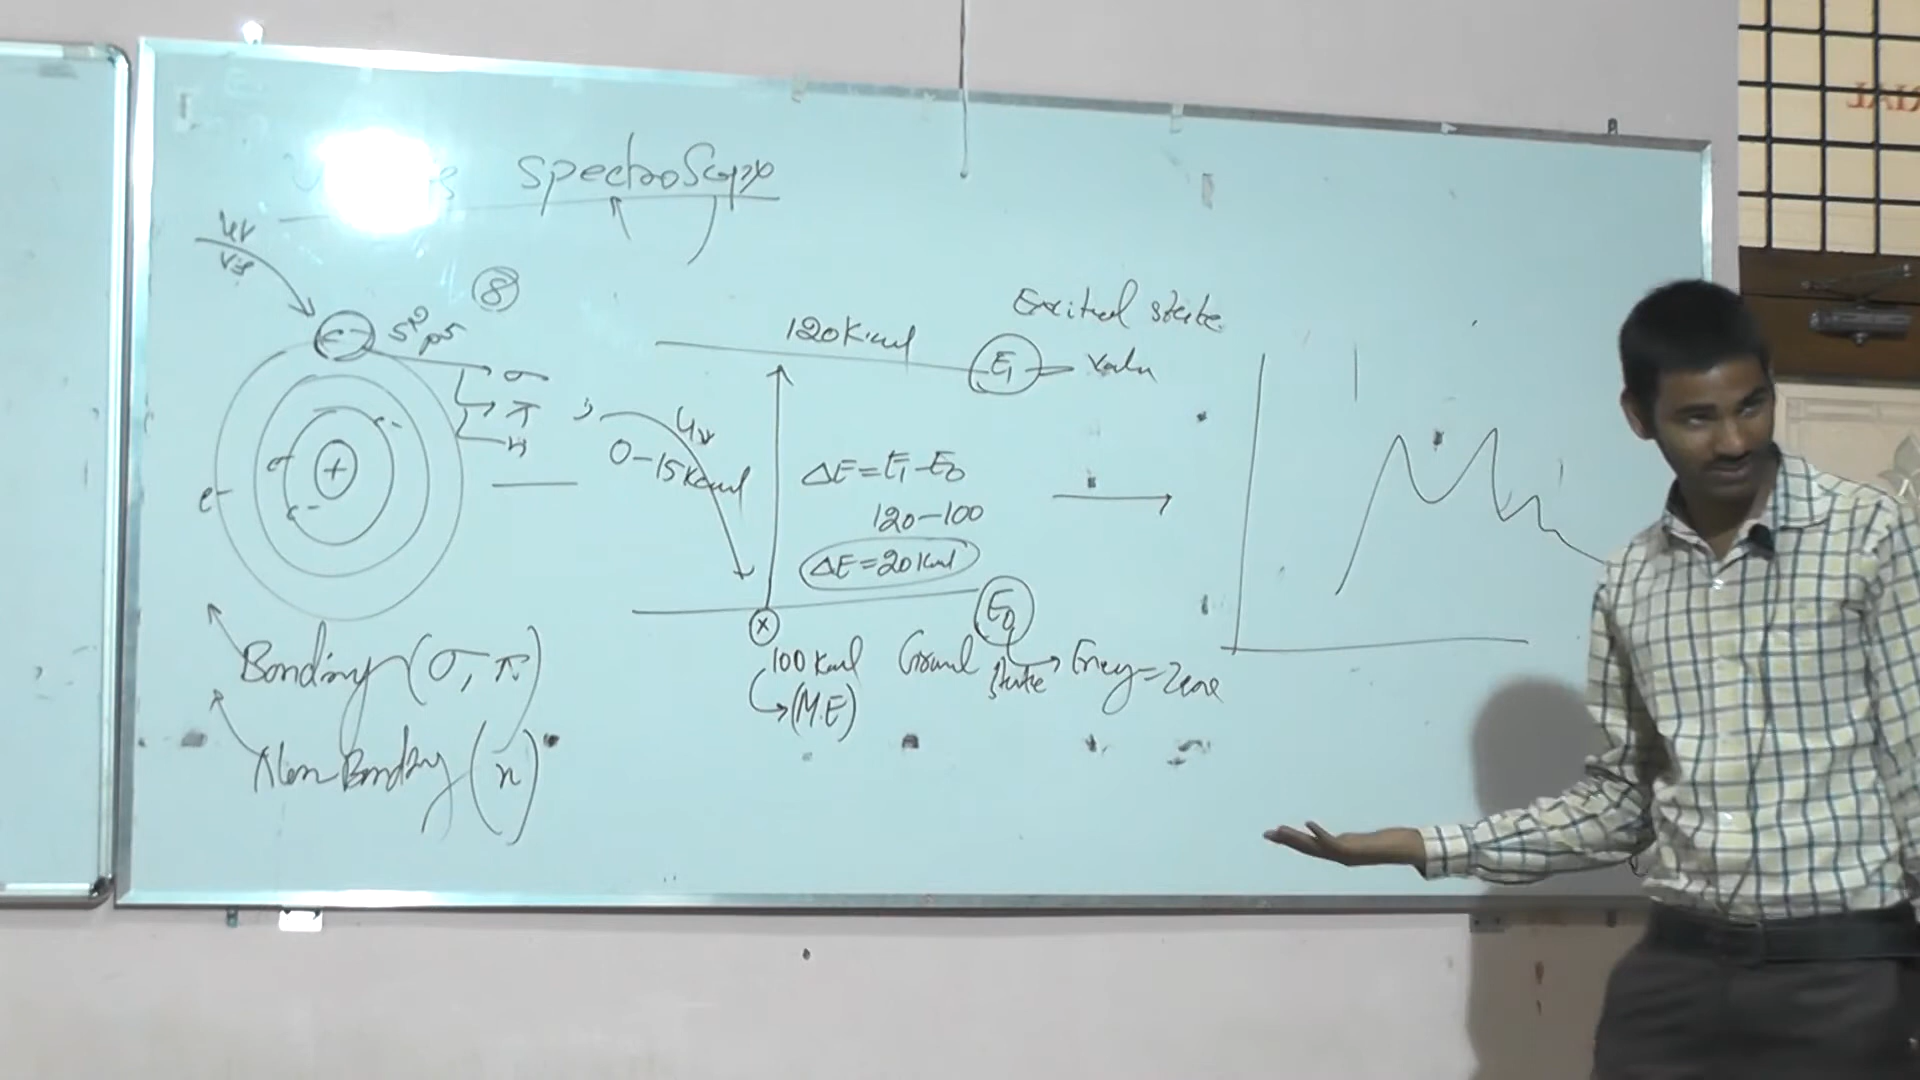 spectroscopy
UV
Vis
8
e-
s2p5
σ
π
n
+
e-
e-
e-
e-
Bonding (σ, π)
Non Bonding (n)
Excited state
120 Kcal
E1
Value
UV
0-15 Kcal
ΔE = E1 - E0
120-100
ΔE = 20 Kcal
x
E0
100 Kcal
(M.E)
Ground state
Energy = Zero